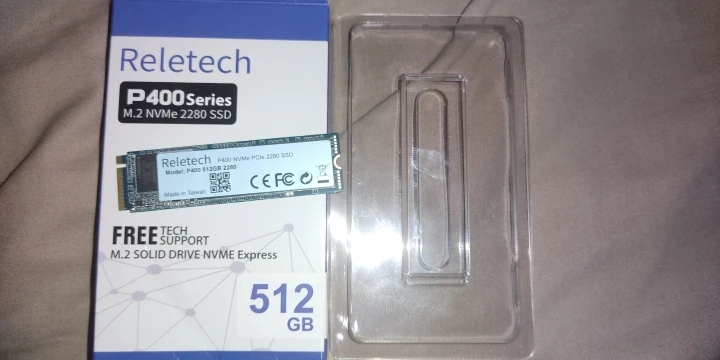 Reletech
P400 Series
M.2 NVMe 2280 SSD
Reletech P400 NVMe PCIe 2280 SSD
Model: P400 512GB 2280
CE FC
Made in Taiwan
FREE TECH SUPPORT
M.2 SOLID DRIVE NVME Express
512
GB